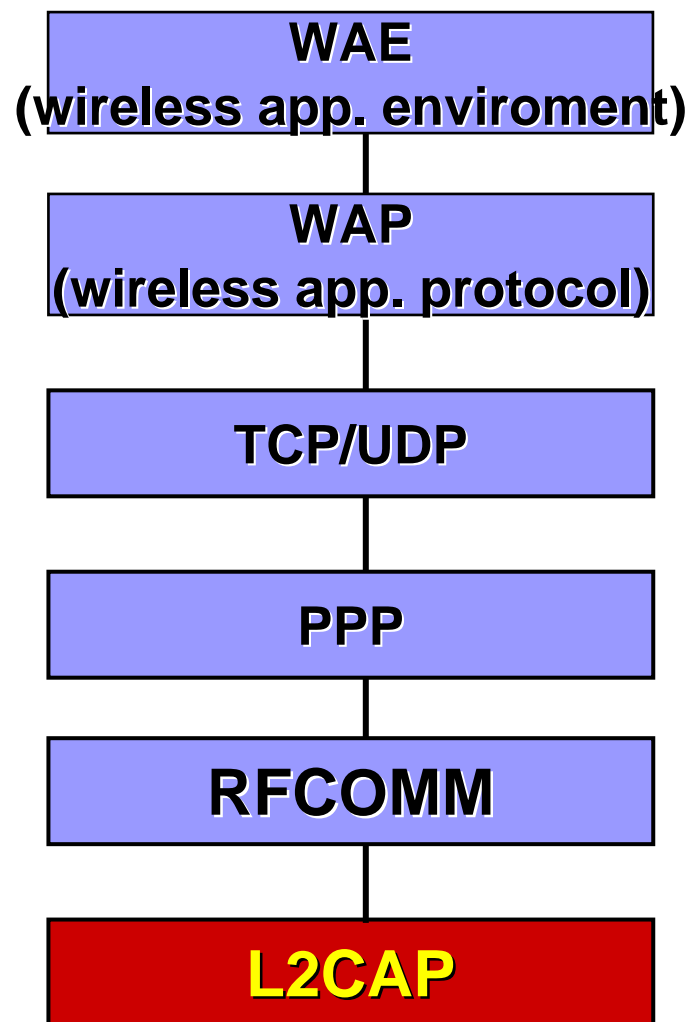 WAE
(wireless app. enviroment)
WAP
(wireless app. protocol)
TCP/UDP
PPP
RFCOMM
L2CAP